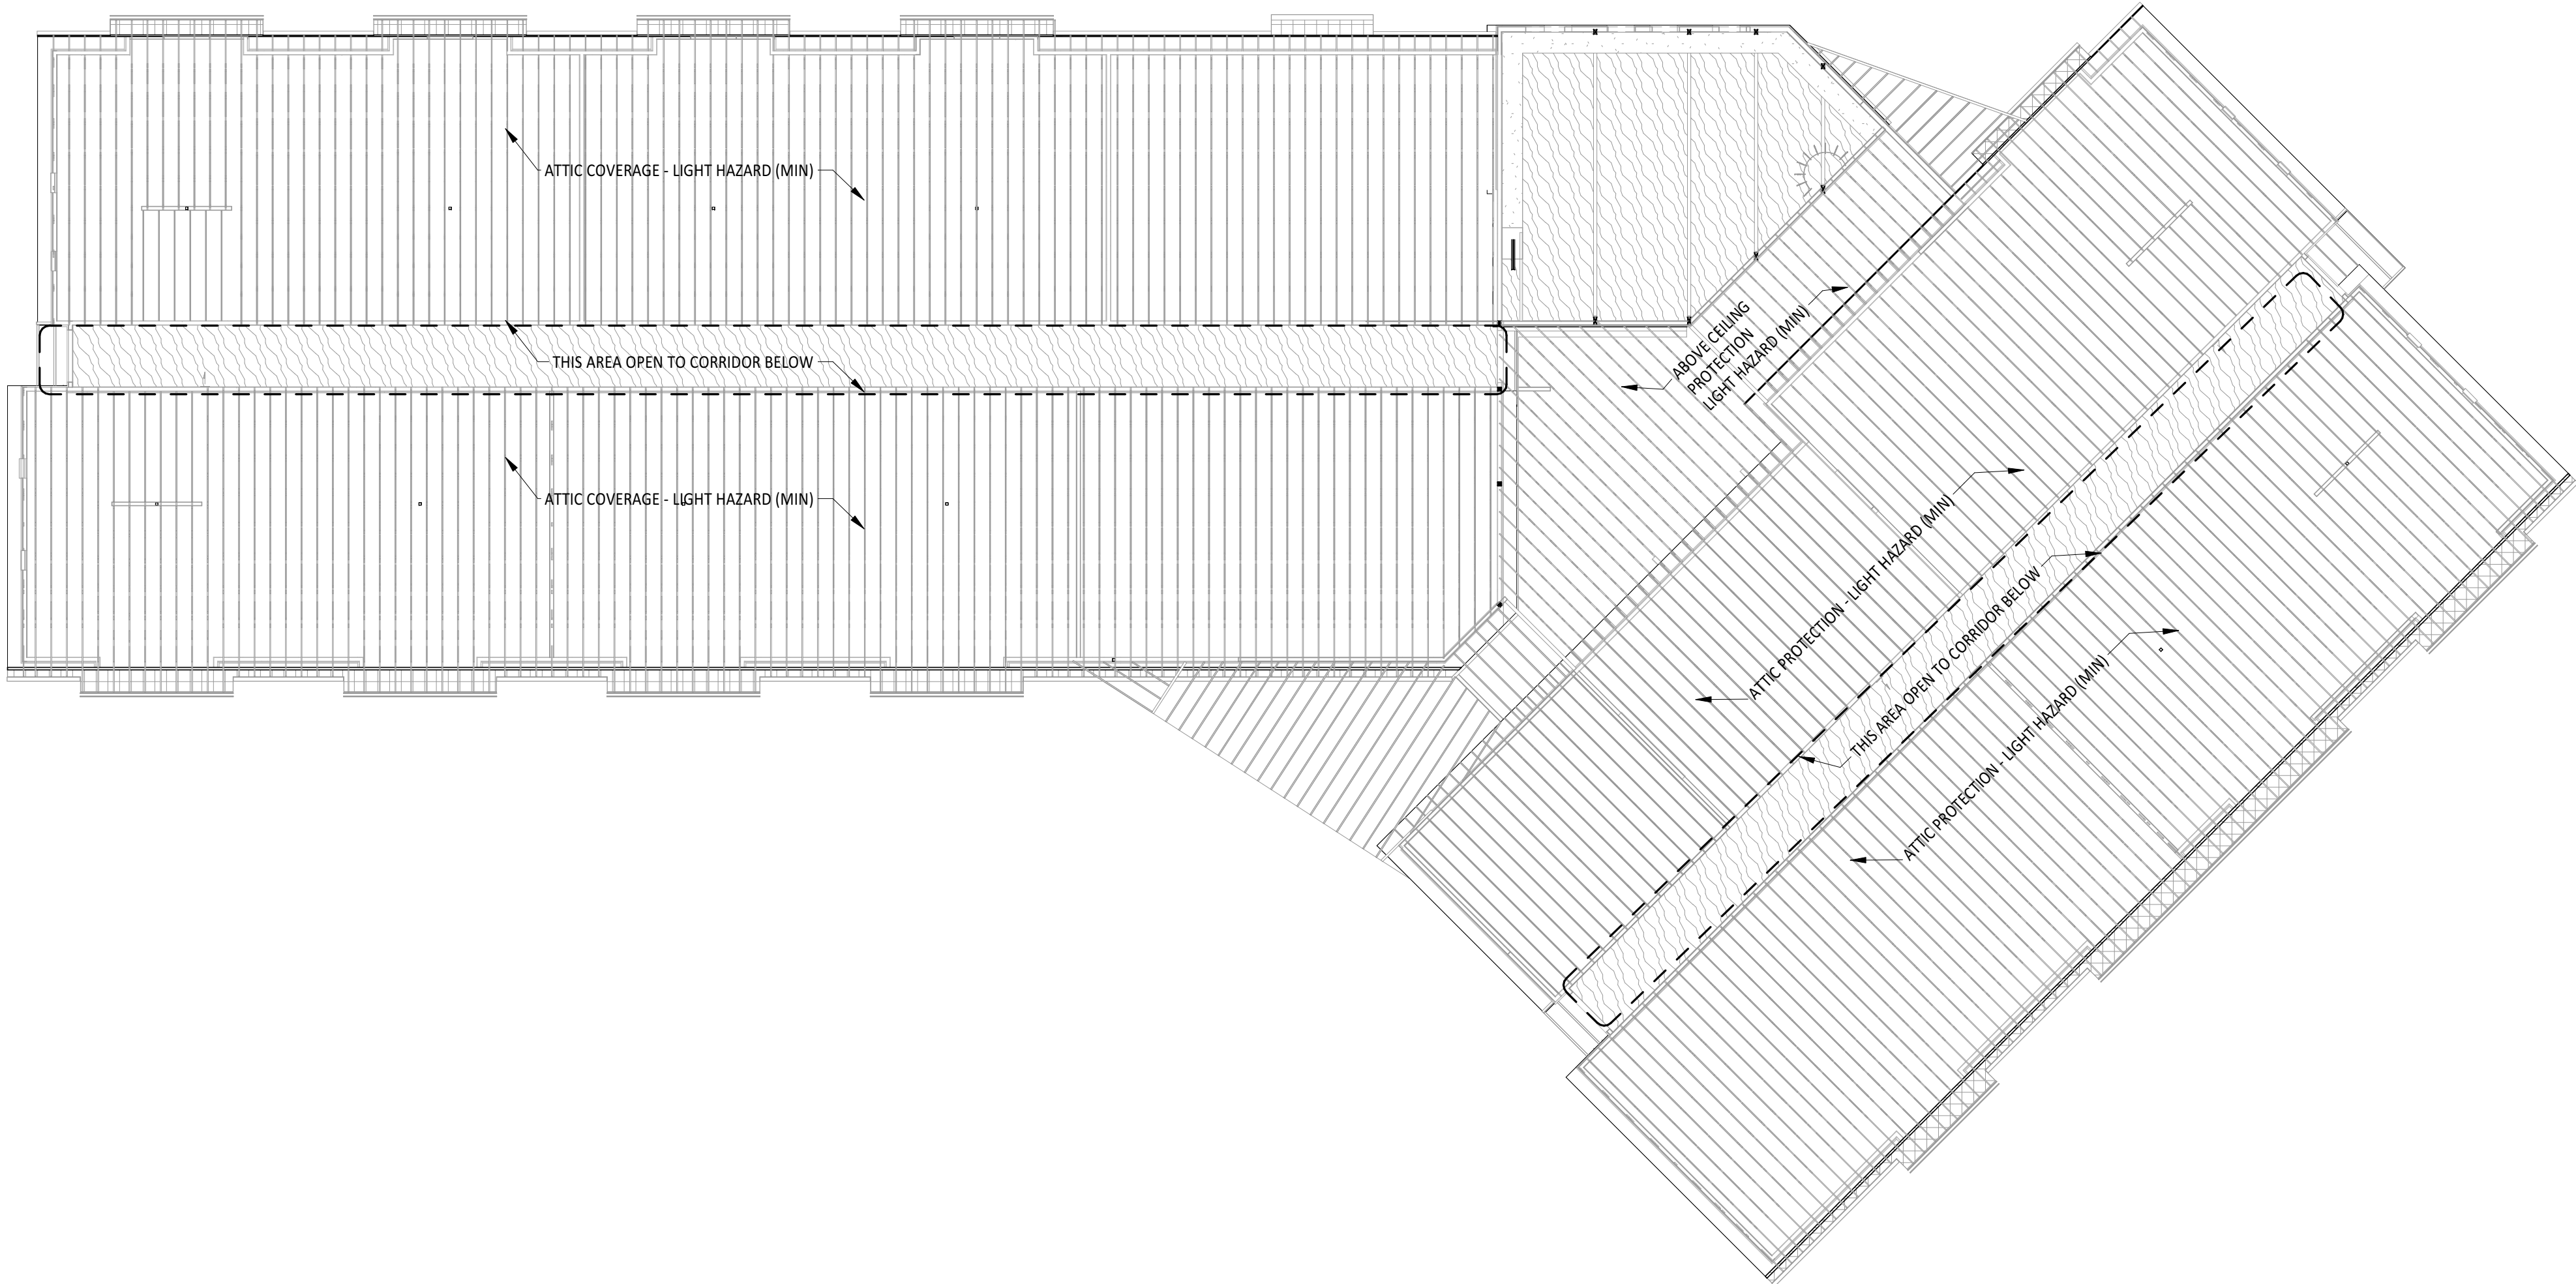 ATTIC COVERAGE - LIGHT HAZARD (MIN)
THIS AREA OPEN TO CORRIDOR BELOW
ATTIC COVERAGE - LIGHT HAZARD (MIN)
ABOVE CEILING
PROTECTION
LIGHT HAZARD (MIN)
ATTIC PROTECTION - LIGHT HAZARD (MIN)
THIS AREA OPEN TO CORRIDOR BELOW
ATTIC PROTECTION - LIGHT HAZARD (MIN)